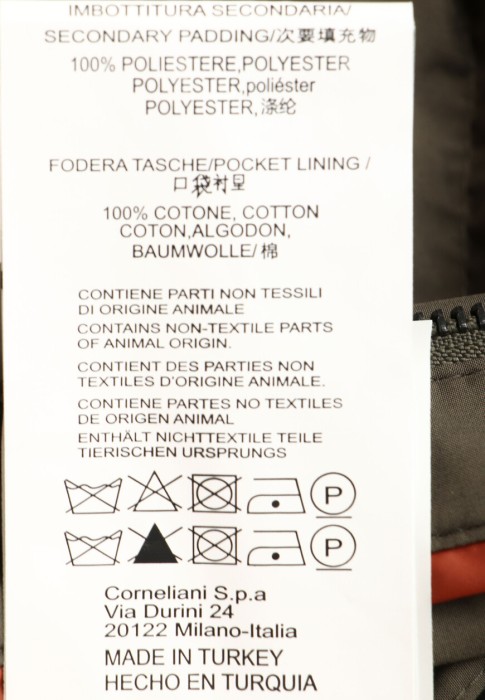 IMBOTTITURA SECONDARIA/
SECONDARY PADDING/次要填充物
100% POLIESTERE,POLYESTER
POLYESTER,poliéster
POLYESTER,涤纶
FODERA TASCHE/POCKET LINING /
口袋衬里
100% COTONE, COTTON
COTON,ALGODON,
BAUMWOLLE/ 棉
CONTIENE PARTI NON TESSILI
DI ORIGINE ANIMALE
CONTAINS NON-TEXTILE PARTS
OF ANIMAL ORIGIN.
CONTIENT DES PARTIES NON
TEXTILES D'ORIGINE ANIMALE.
CONTIENE PARTES NO TEXTILES
DE ORIGEN ANIMAL
ENTHÄLT NICHTTEXTILE TEILE
TIERISCHEN URSPRUNGS
P
P
Corneliani S.p.a
Via Durini 24
20122 Milano-Italia
MADE IN TURKEY
HECHO EN TURQUIA